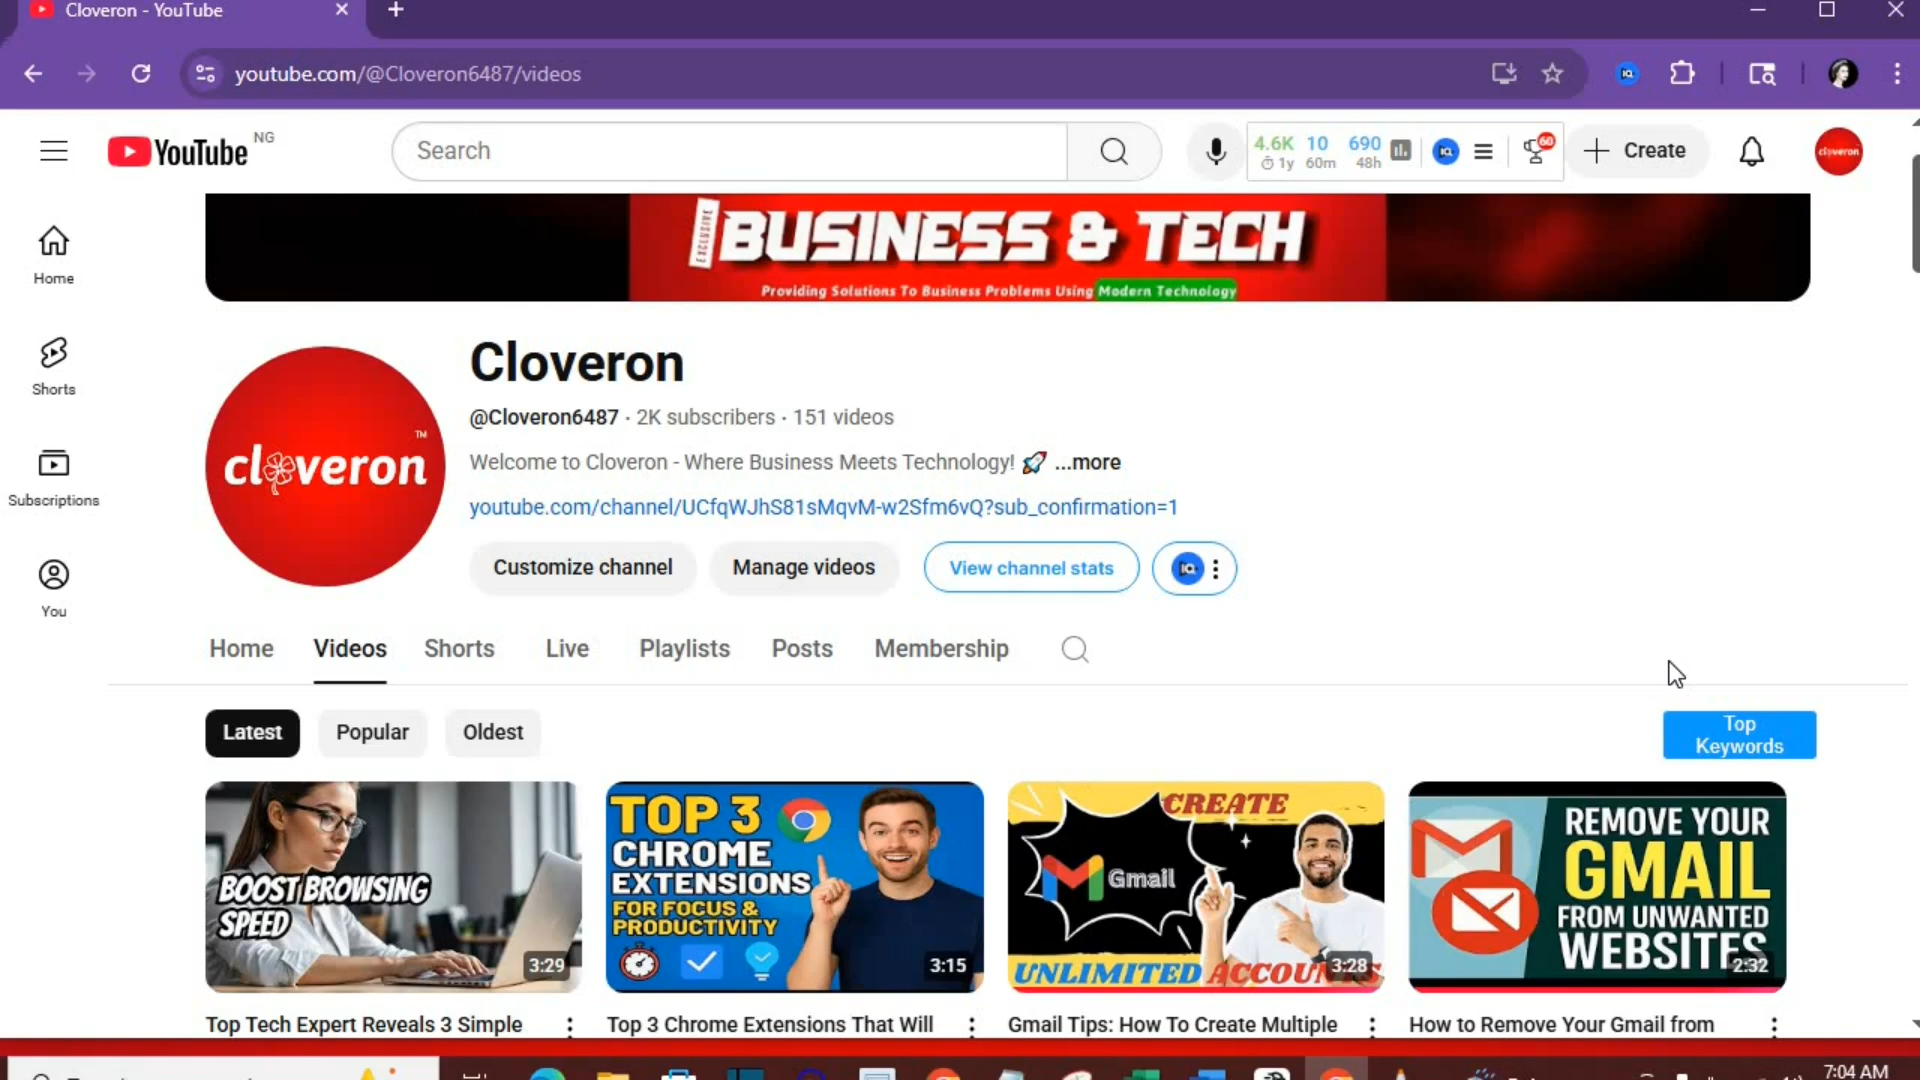 Cloveron - YouTube
youtube.com/@Cloveron6487/videos
YouTube NG
Search
4.6K 10 690
1y 60m 48h
60
Create
cloveron
BUSINESS & TECH
Providing Solutions To Business Problems Using Modern Technology
Home
Shorts
Subscriptions
You
cloveron TM
Cloveron
@Cloveron6487 · 2K subscribers · 151 videos
Welcome to Cloveron - Where Business Meets Technology! 🚀 ...more
youtube.com/channel/UCfqWJhS81sMqvM-w2Sfm6vQ?sub_confirmation=1
Customize channel Manage videos View channel stats
Home Videos Shorts Live Playlists Posts Membership
Latest Popular Oldest
Top
Keywords
BOOST BROWSING
SPEED
3:29
TOP 3
CHROME
EXTENSIONS
FOR FOCUS &
PRODUCTIVITY
3:15
CREATE
Gmail
UNLIMITED ACCOUNTS
3:28
REMOVE YOUR
GMAIL
FROM UNWANTED
WEBSITES
2:32
Top Tech Expert Reveals 3 Simple
Top 3 Chrome Extensions That Will
Gmail Tips: How To Create Multiple
How to Remove Your Gmail from
7:04 AM